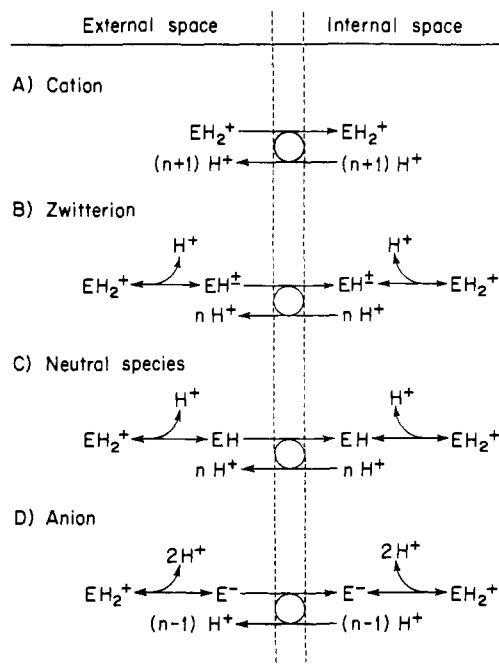 External space Internal space
A) Cation
EH₂⁺ EH₂⁺
(n+1) H⁺ (n+1) H⁺
B) Zwitterion
H⁺ H⁺
EH₂⁺ EH± EH± EH₂⁺
n H⁺ n H⁺
C) Neutral species
H⁺ H⁺
EH₂⁺ EH EH EH₂⁺
n H⁺ n H⁺
D) Anion
2H⁺ 2H⁺
EH₂⁺ E⁻ E⁻ EH₂⁺
(n-1) H⁺ (n-1) H⁺